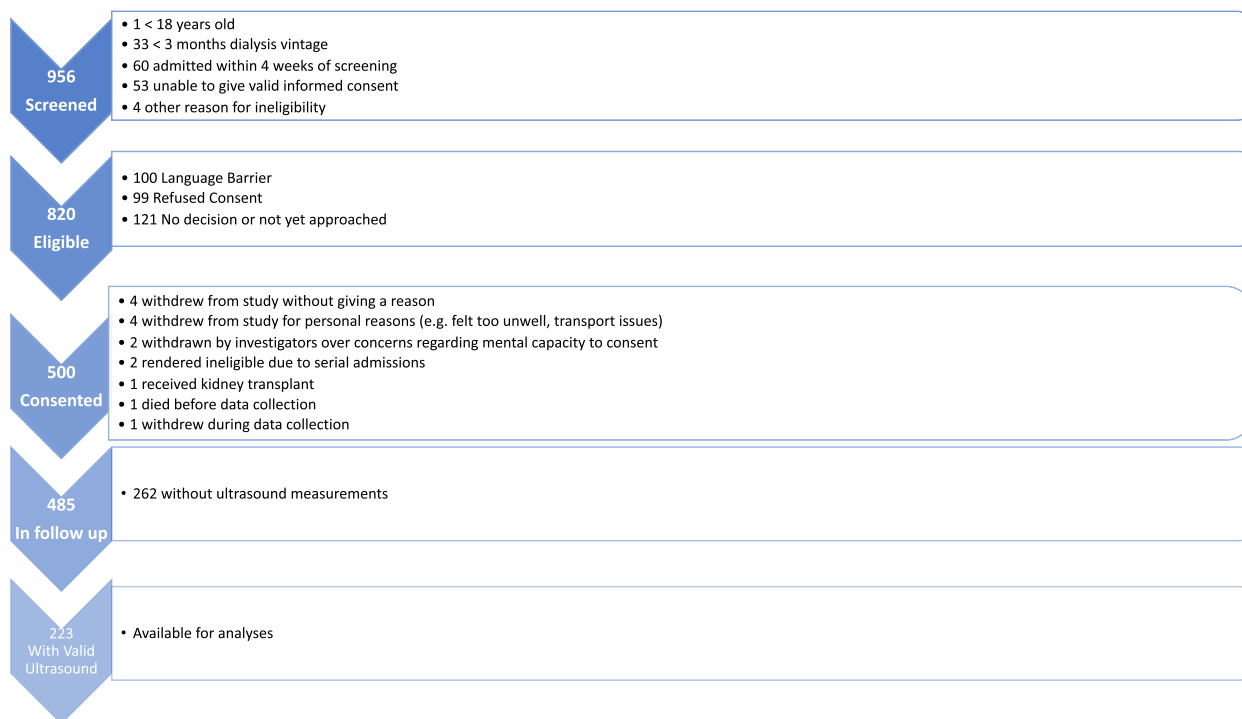 956
Screened
• 1 < 18 years old
• 33 < 3 months dialysis vintage
• 60 admitted within 4 weeks of screening
• 53 unable to give valid informed consent
• 4 other reason for ineligibility
820
Eligible
• 100 Language Barrier
• 99 Refused Consent
• 121 No decision or not yet approached
500
Consented
• 4 withdrew from study without giving a reason
• 4 withdrew from study for personal reasons (e.g. felt too unwell, transport issues)
• 2 withdrawn by investigators over concerns regarding mental capacity to consent
• 2 rendered ineligible due to serial admissions
• 1 received kidney transplant
• 1 died before data collection
• 1 withdrew during data collection
485
In follow up
• 262 without ultrasound measurements
223
With Valid
Ultrasound
• Available for analyses